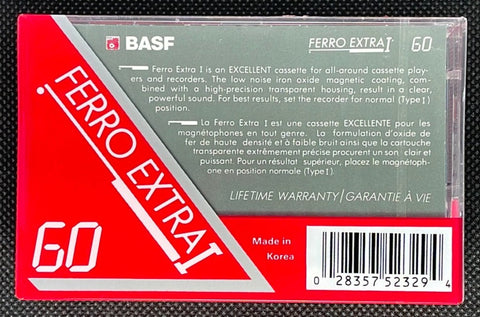 BASF
FERRO EXTRA I 60
Ferro Extra I is an EXCELLENT cassette for all-around cassette play-
ers and recorders. The low noise iron oxide magnetic coating, com-
bined with a high-precision transparent housing, result in a clear,
powerful sound. For best results, set the recorder for normal (Type I)
position.
La Ferro Extra I est une cassette EXCELLENTE pour les
magnétophones en tout genre. La formulation d'oxide de
fer de haute densité et à faible bruit ainsi que la cartouche
transparente extrêmement précise procurent un son clair et
puissant. Pour un résultat supérieur, placez le magnétoph-
one en position normale (Type I).
LIFETIME WARRANTY/GARANTIE À VIE
FERRO EXTRA I
60
Made in
Korea
0 28357 52329 4